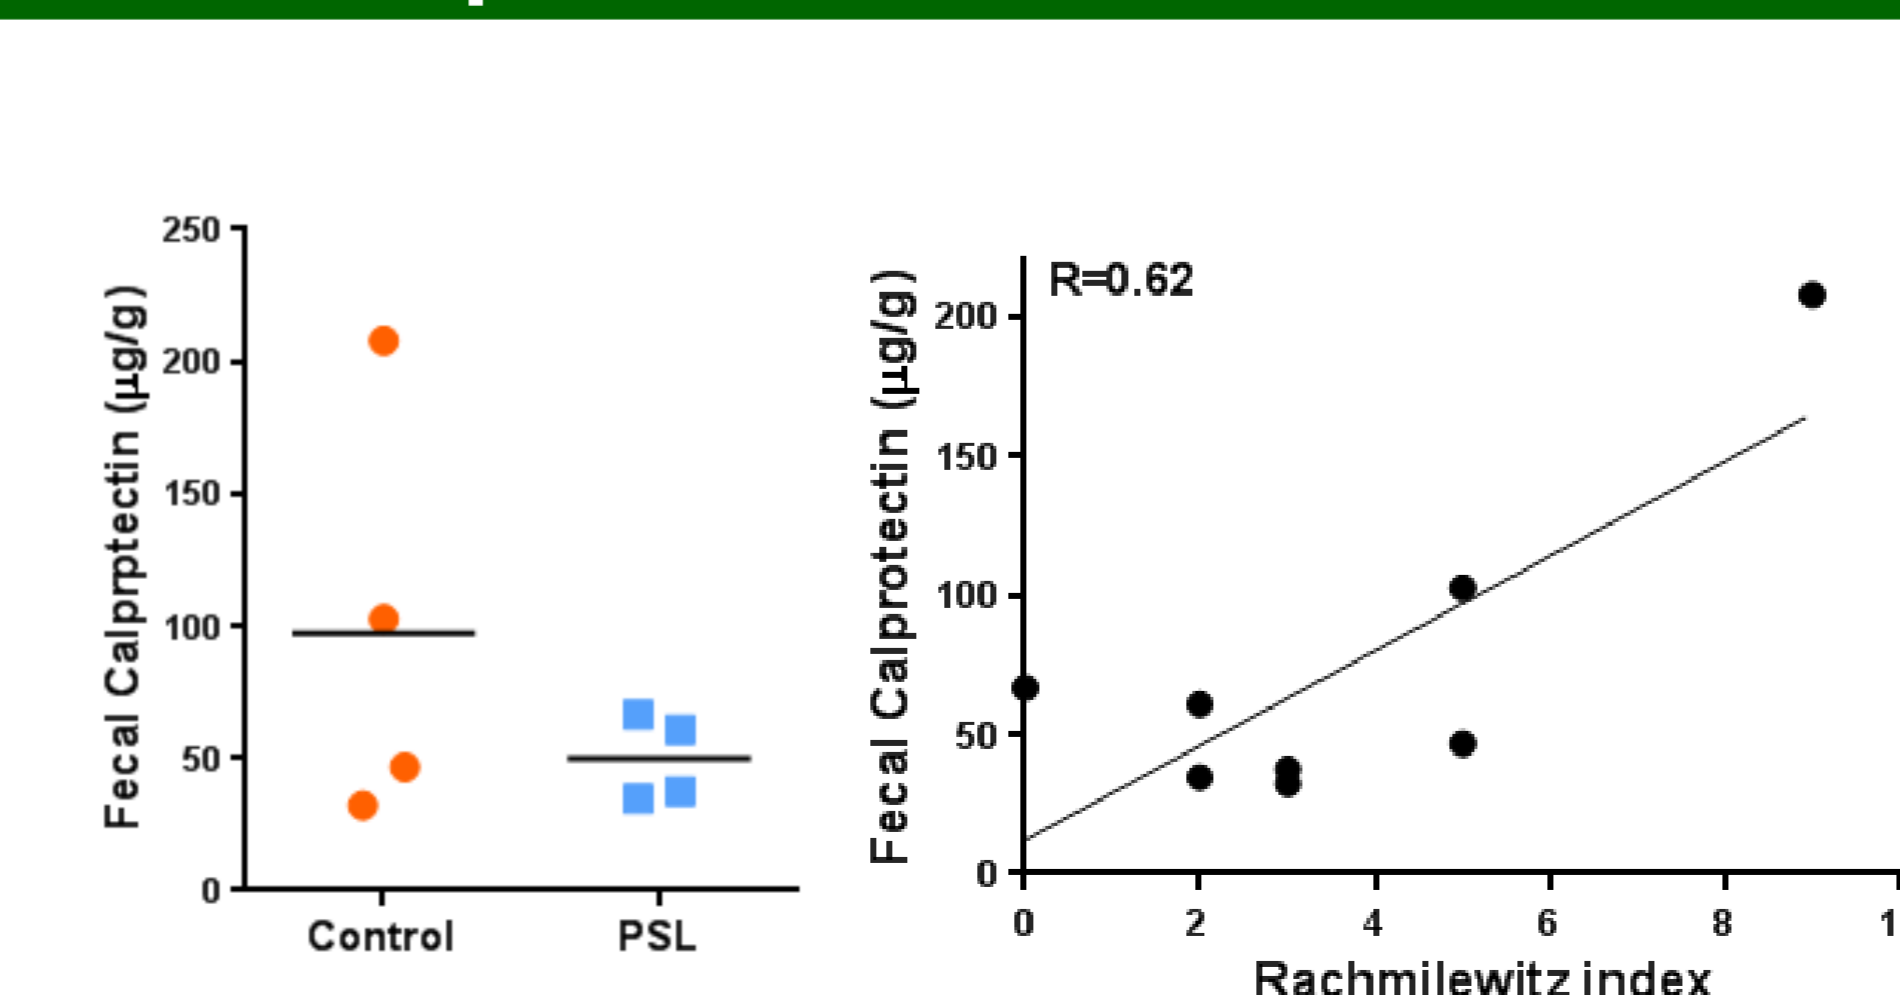 Fecal Calprptectin (µg/g)
250
200
150
100
50
0
Control
PSL
R=0.62
Fecal Calprotectin (µg/g)
200
150
100
50
0
0
2
4
6
8
Rachmilewitz index